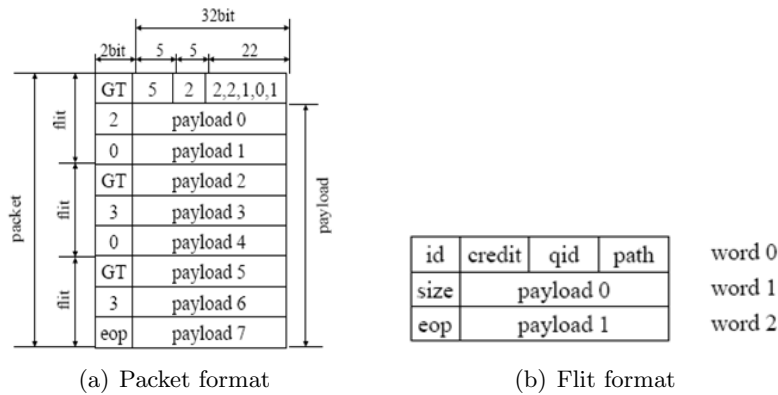 32bit
2bit 5 5 22
GT 5 2 2,2,1,0,1
2 payload 0
0 payload 1
GT payload 2
3 payload 3
0 payload 4
GT payload 5
3 payload 6
eop payload 7
packet
flit
flit
flit
payload
(a) Packet format
id credit qid path word 0
size payload 0 word 1
eop payload 1 word 2
(b) Flit format